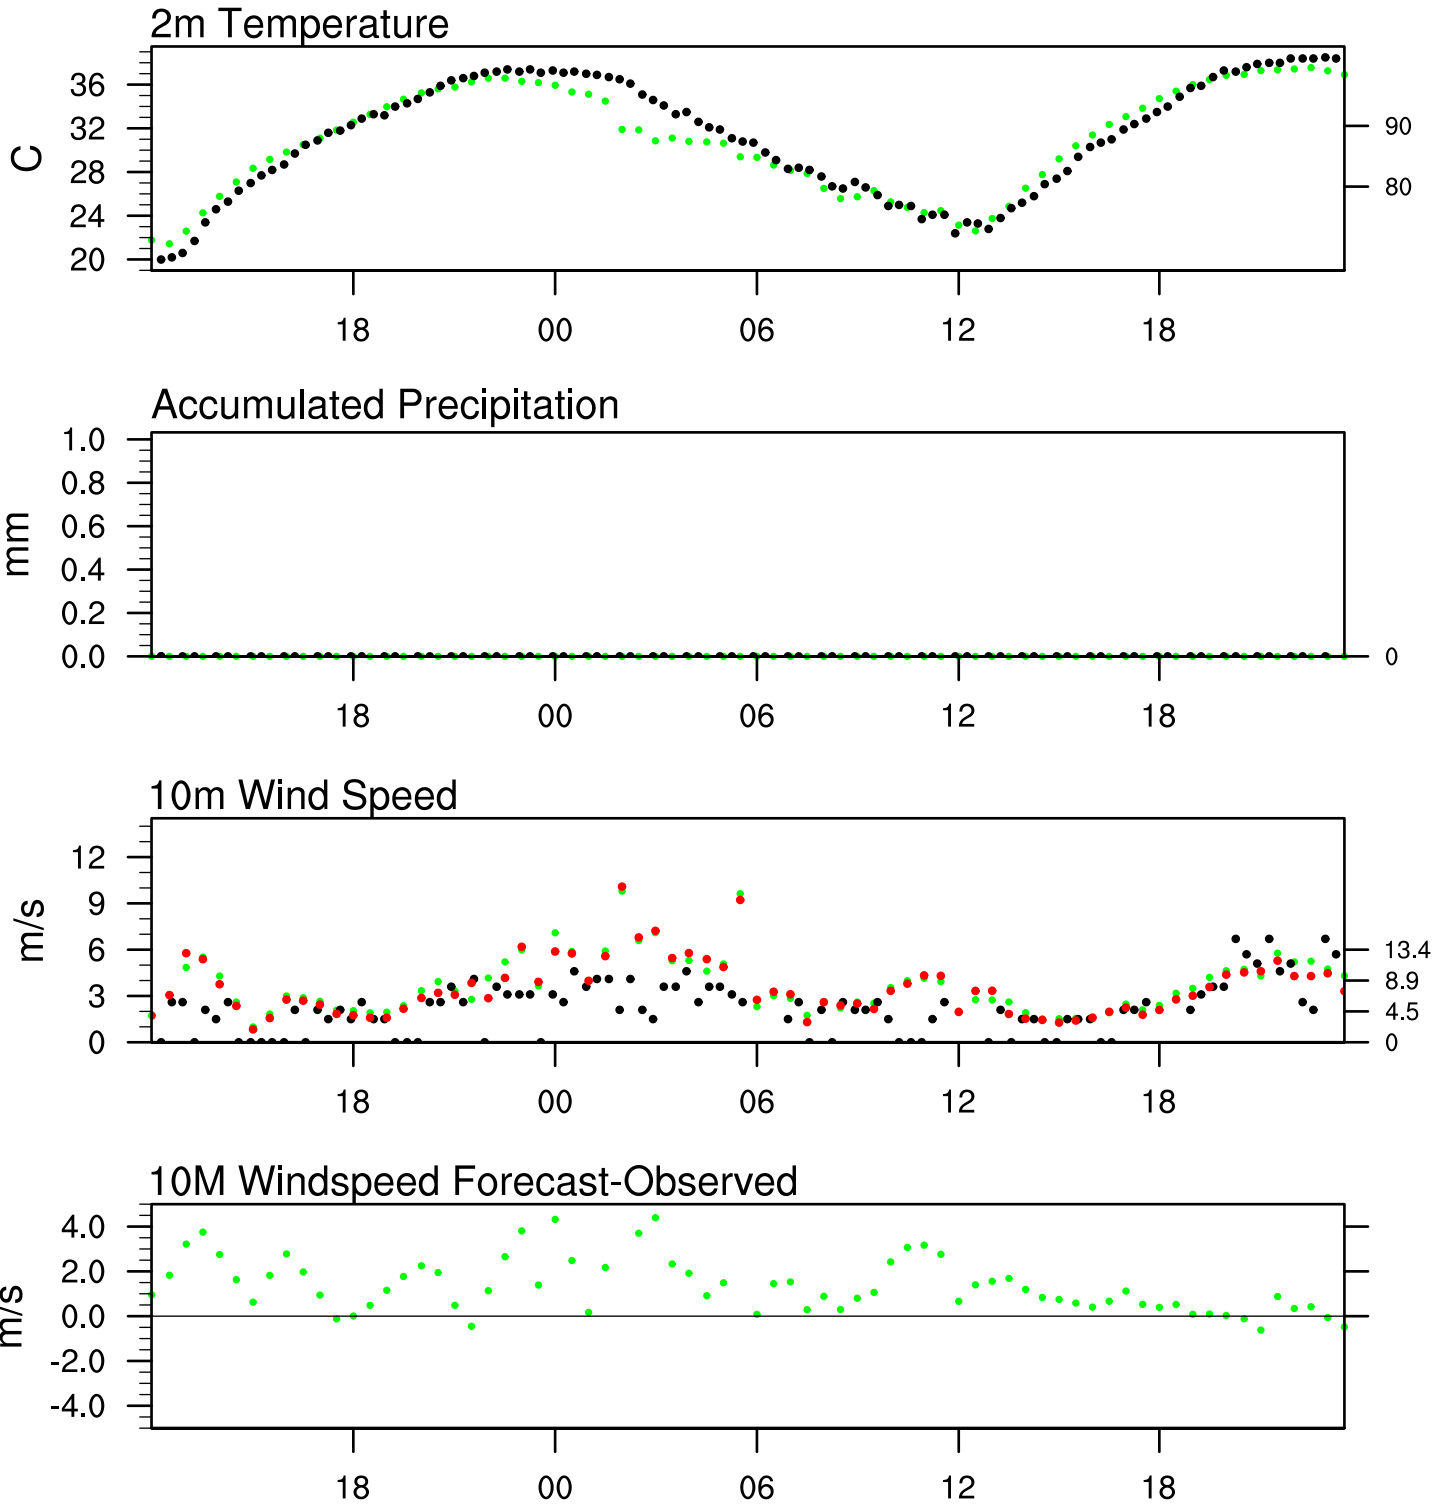 2m Temperature
C
36
32
28
24
20
90
80
18 00 06 12 18
Accumulated Precipitation
mm
1.0
0.8
0.6
0.4
0.2
0.0
0
18 00 06 12 18
10m Wind Speed
m/s
12
9
6
3
0
13.4
8.9
4.5
0
18 00 06 12 18
10M Windspeed Forecast-Observed
m/s
4.0
2.0
0.0
-2.0
-4.0
18 00 06 12 18